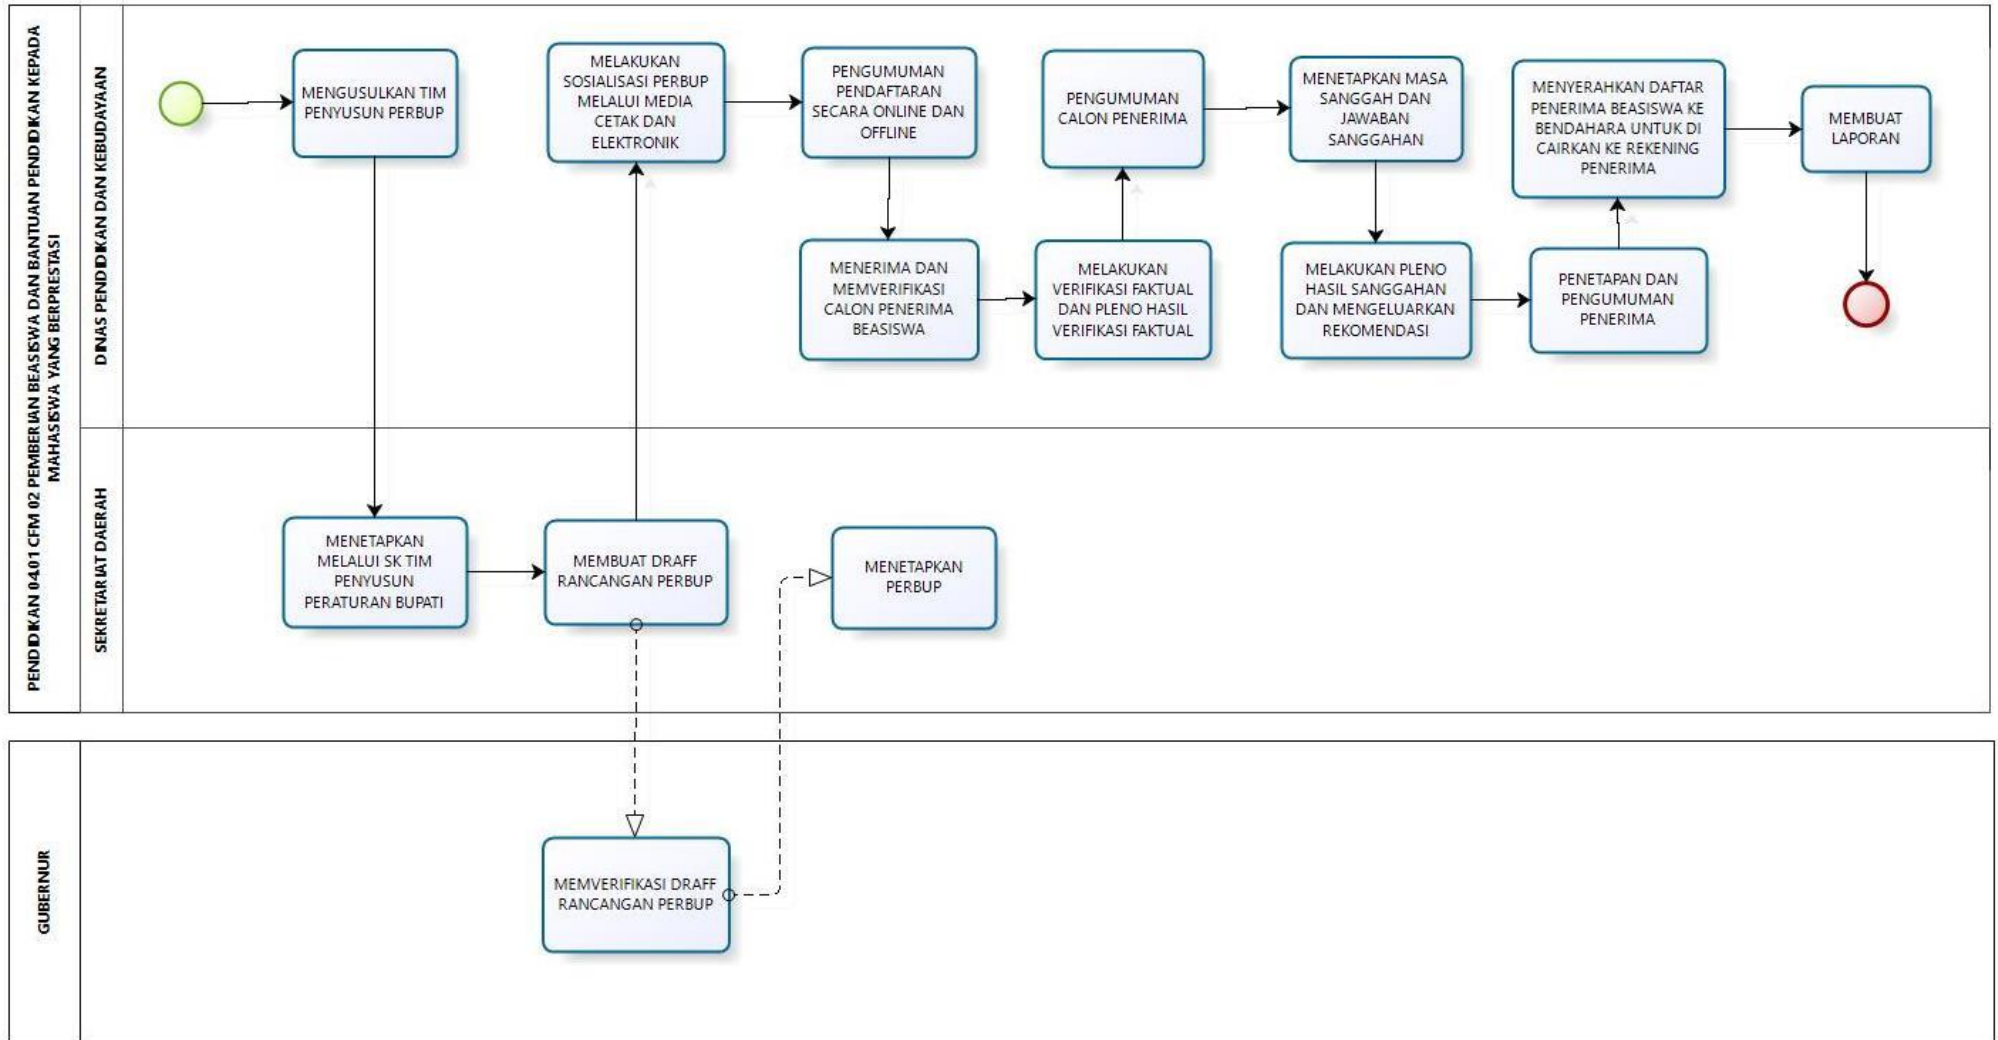 PENDIDIKAN 04.01 CFM 02 PEMBERIAN BEASISWA DAN BANTUAN PENDIDIKAN KEPADA
MAHASISWA YANG BERPRESTASI
DINAS PENDIDIKAN DAN KEBUDAYAAN
MENGUSULKAN TIM
PENYUSUN PERBUP
MELAKUKAN
SOSIALISASI PERBUP
MELALUI MEDIA
CETAK DAN
ELEKTRONIK
PENGUMUMAN
PENDAFTARAN
SECARA ONLINE DAN
OFFLINE
MENERIMA DAN
MEMVERIFIKASI
CALON PENERIMA
BEASISWA
MELAKUKAN
VERIFIKASI FAKTUAL
DAN PLENO HASIL
VERIFIKASI FAKTUAL
PENGUMUMAN
CALON PENERIMA
MENETAPKAN MASA
SANGGAH DAN
JAWABAN
SANGGAHAN
MELAKUKAN PLENO
HASIL SANGGAHAN
DAN MENGELUARKAN
REKOMENDASI
PENETAPAN DAN
PENGUMUMAN
PENERIMA
MENYERAHKAN DAFTAR
PENERIMA BEASISWA KE
BENDAHARA UNTUK DI
CAIRKAN KE REKENING
PENERIMA
MEMBUAT
LAPORAN
SEKRETARIAT DAERAH
MENETAPKAN
MELALUI SK TIM
PENYUSUN
PERATURAN BUPATI
MEMBUAT DRAFF
RANCANGAN PERBUP
MENETAPKAN
PERBUP
GUBERNUR
MEMVERIFIKASI DRAFF
RANCANGAN PERBUP